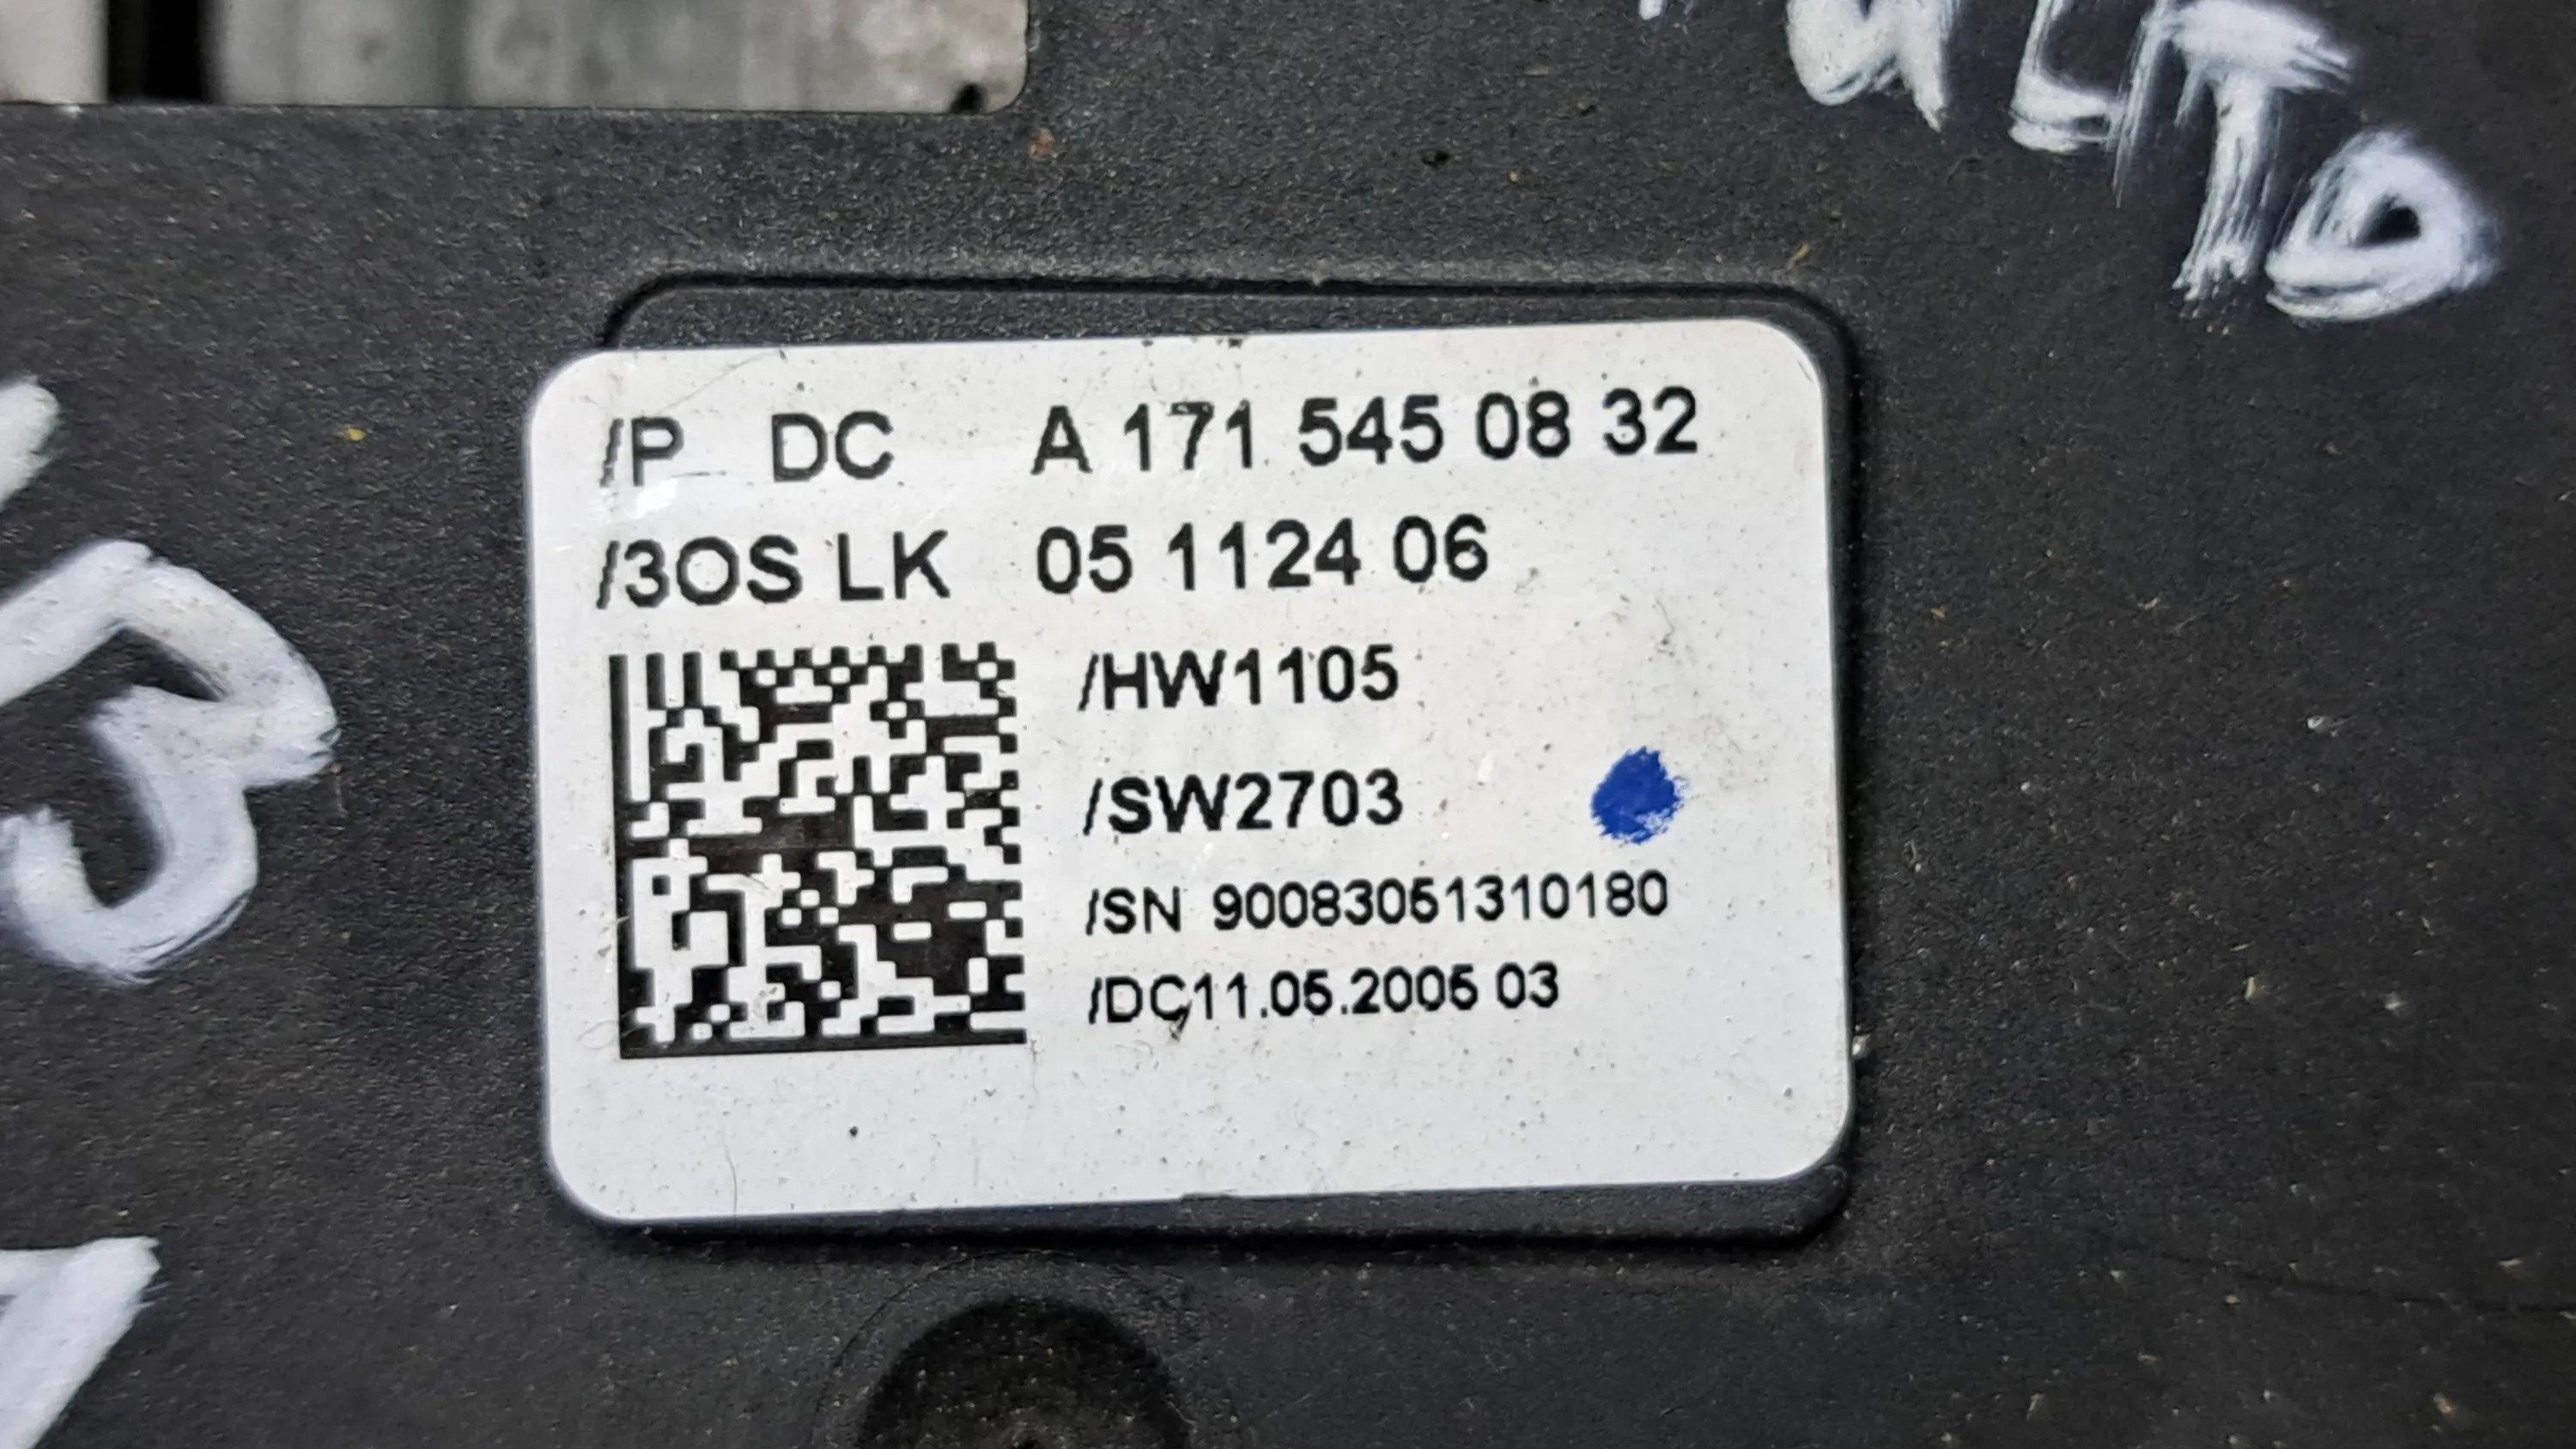 /P DC A 171 545 08 32
/3OS LK 05 1124 06
/HW1105
/SW2703
/SN 90083051310180
/DC11.05.2005 03